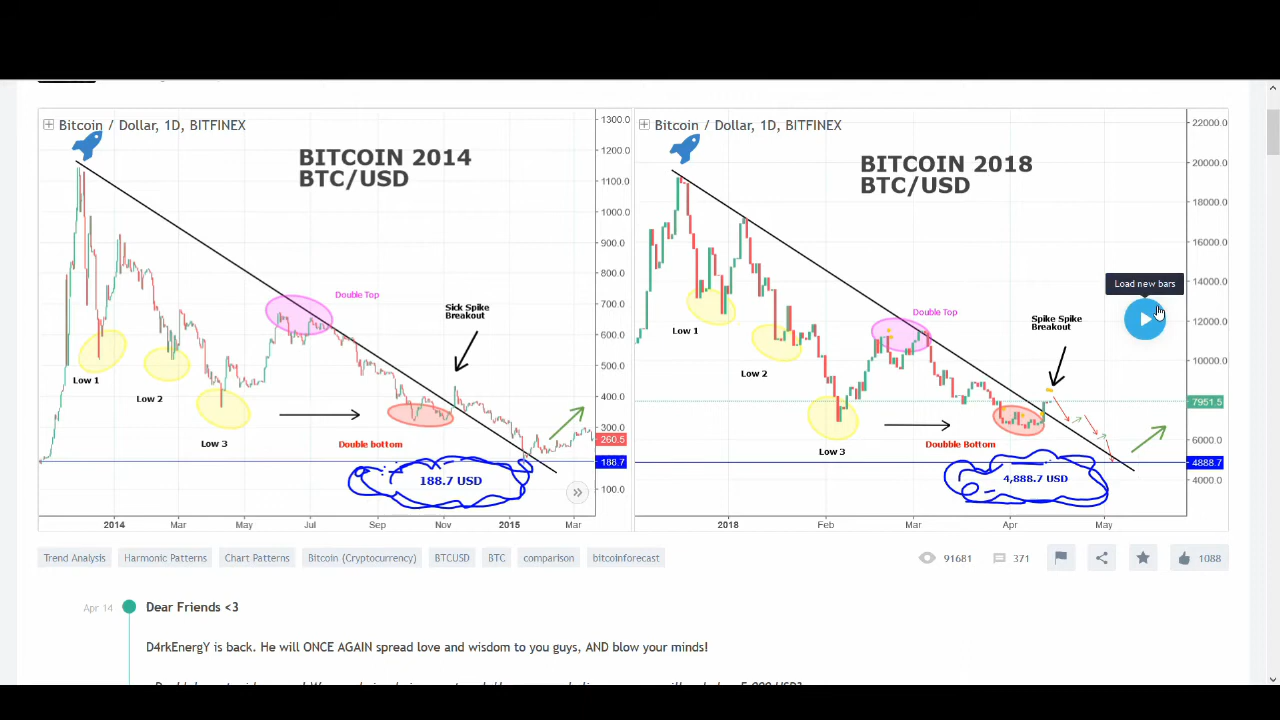 Bitcoin / Dollar, 1D, BITFINEX
BITCOIN 2014
BTC/USD
Double Top
Sick Spike
Breakout
Low 1
Low 2
Low 3
Double bottom
188.7 USD
1300.0
1200.0
1100.0
1000.0
900.0
800.0
700.0
600.0
500.0
400.0
300.0
260.5
188.7
100.0
2014
Mar
May
Jul
Sep
Nov
2015
Mar
Bitcoin / Dollar, 1D, BITFINEX
BITCOIN 2018
BTC/USD
Load new bars
Double Top
Spike Spike
Breakout
Low 1
Low 2
Low 3
Doubble Bottom
4,888.7 USD
22000.0
20000.0
18000.0
16000.0
14000.0
12000.0
10000.0
7951.5
6000.0
4888.7
4000.0
2018
Feb
Mar
Apr
May
Trend Analysis
Harmonic Patterns
Chart Patterns
Bitcoin (Cryptocurrency)
BTCUSD
BTC
comparison
bitcoinforecast
91681
371
1088
Apr 14
Dear Friends <3
D4rkEnergY is back. He will ONCE AGAIN spread love and wisdom to you guys, AND blow your minds!